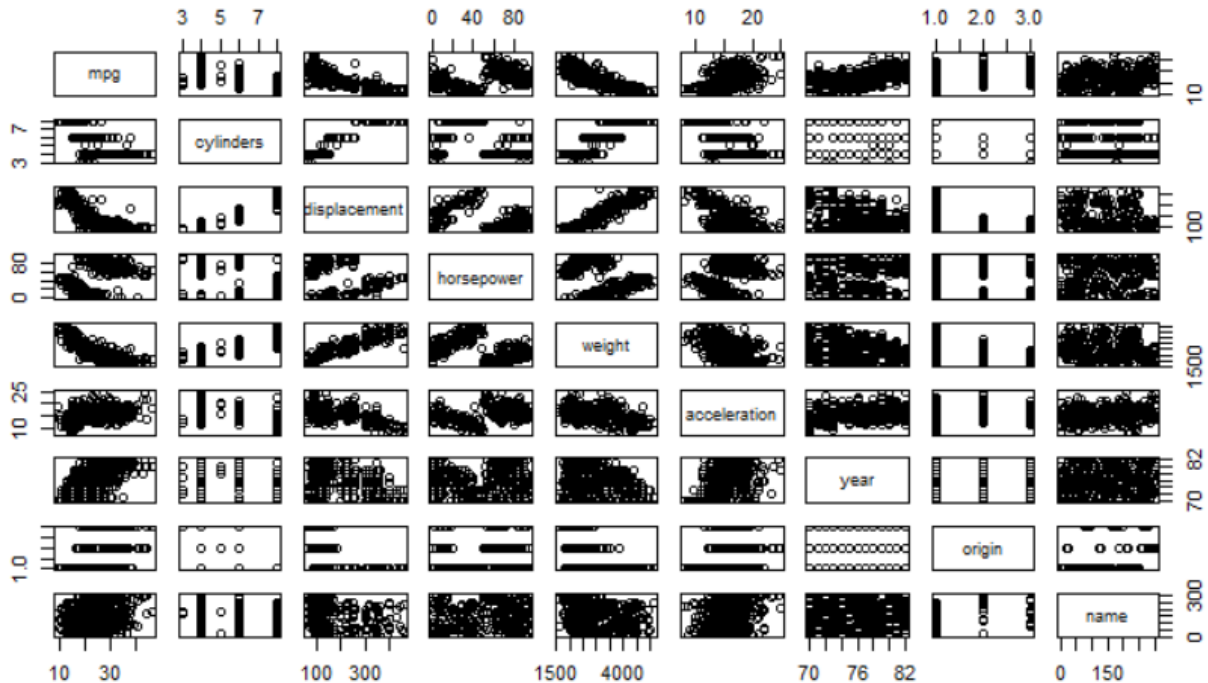 3 5 7 0 40 80 10 20 1.0 2.0 3.0
mpg 10
3 7 cylinders
displacement 100
0 80 horsepower
weight 1500
10 25 acceleration
year 70 82
1.0 origin
name 0 300
10 30 100 300 1500 4000 70 76 82 0 150